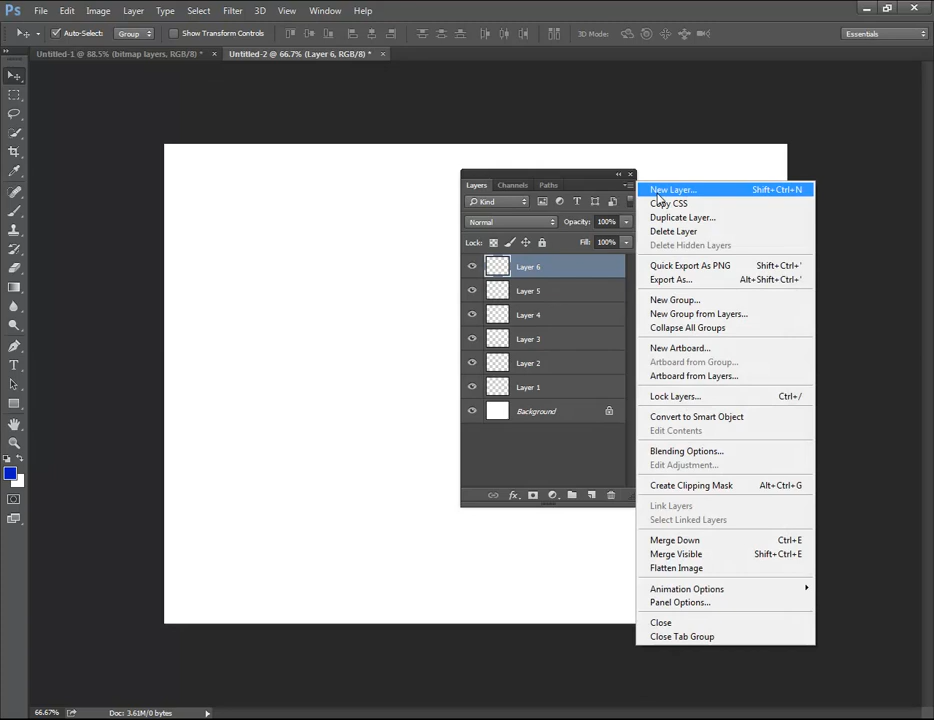 Ps File Edit Image Layer Type Select Filter 3D View Window Help
Auto-Select: Group Show Transform Controls 3D Mode: Essentials
Untitled-1 @ 88.5% (bitmap layers, RGB/8) * × Untitled-2 @ 66.7% (Layer 6, RGB/8) * ×
Layers Channels Paths
Kind
Normal Opacity: 100%
Lock: Fill: 100%
Layer 6
Layer 5
Layer 4
Layer 3
Layer 2
Layer 1
Background
fx
New Layer... Shift+Ctrl+N
Copy CSS
Duplicate Layer...
Delete Layer
Delete Hidden Layers
Quick Export As PNG Shift+Ctrl+'
Export As... Alt+Shift+Ctrl+'
New Group...
New Group from Layers...
Collapse All Groups
New Artboard...
Artboard from Group...
Artboard from Layers...
Lock Layers... Ctrl+/
Convert to Smart Object
Edit Contents
Blending Options...
Edit Adjustment...
Create Clipping Mask Alt+Ctrl+G
Link Layers
Select Linked Layers
Merge Down Ctrl+E
Merge Visible Shift+Ctrl+E
Flatten Image
Animation Options
Panel Options...
Close
Close Tab Group
66.67% Doc: 3.61M/0 bytes